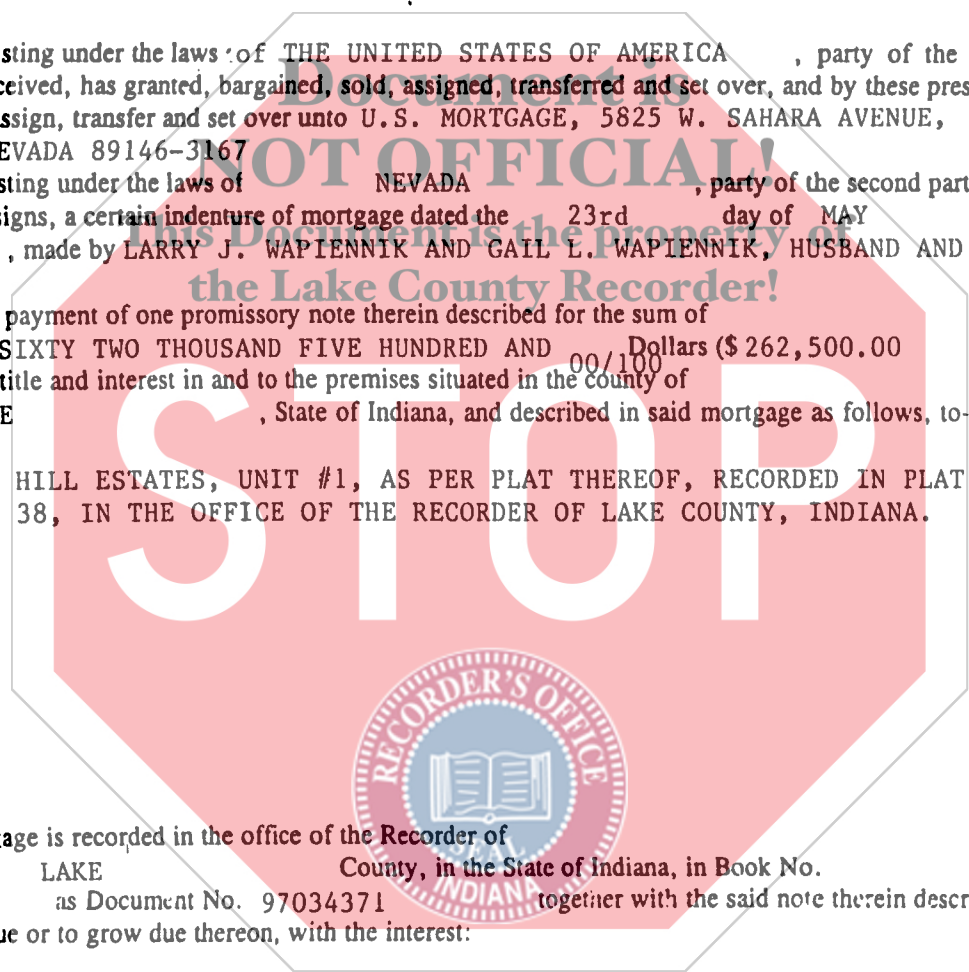 sting under the laws of THE UNITED STATES OF AMERICA , party of the
ceived, has granted, bargained, sold, assigned, transferred and set over, and by these pres
ssign, transfer and set over unto U.S. MORTGAGE, 5825 W. SAHARA AVENUE,
EVADA 89146-3167
sting under the laws of NEVADA , party of the second part
signs, a certain indenture of mortgage dated the 23rd day of MAY
, made by LARRY J. WAPIENNIK AND GAIL L. WAPIENNIK, HUSBAND AND
payment of one promissory note therein described for the sum of
SIXTY TWO THOUSAND FIVE HUNDRED AND 00/100 Dollars ($ 262,500.00
title and interest in and to the premises situated in the county of
E , State of Indiana, and described in said mortgage as follows, to-
HILL ESTATES, UNIT #1, AS PER PLAT THEREOF, RECORDED IN PLAT
38, IN THE OFFICE OF THE RECORDER OF LAKE COUNTY, INDIANA.
gage is recorded in the office of the Recorder of
LAKE County, in the State of Indiana, in Book No.
as Document No. 97034371 together with the said note therein descr
ue or to grow due thereon, with the interest:
Document is
NOT OFFICIAL!
This Document is the property of
the Lake County Recorder!
STOP
RECORDER'S OFFICE
SEAL
INDIANA